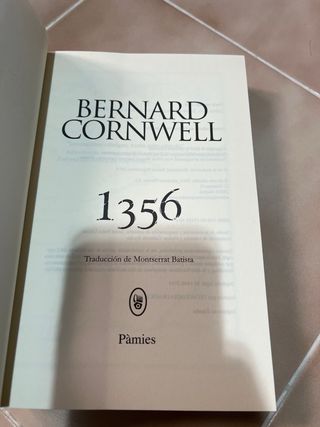 BERNARD
CORNWELL
1356
Traducción de Montserrat Batista
Pàmies